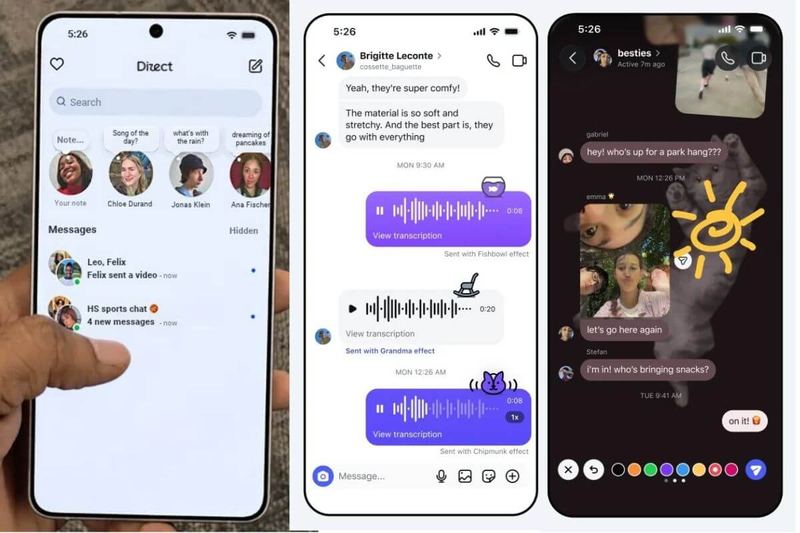 5:26
Direct
Search
Note...
Song of the
day?
what's with
the rain?
dreaming of
pancakes
Your note
Chloe Durand
Jonas Klein
Ana Fischer
Messages
Hidden
Leo, Felix
Felix sent a video - now
HS sports chat
4 new messages - now
5:26
Brigitte Leconte >
cossette_baguette
Yeah, they're super comfy!
The material is so soft and
stretchy. And the best part is, they
go with everything
MON 9:30 AM
0:08
View transcription
Sent with Fishbowl effect
0:20
View transcription
Sent with Grandma effect
MON 12:26 AM
0:08
1x
View transcription
Sent with Chipmunk effect
Message...
5:26
besties >
Active 7m ago
gabriel
hey! who's up for a park hang???
MON 12:26 PM
emma
let's go here again
Stefan
i'm in! who's bringing snacks?
TUE 9:41 AM
on it!